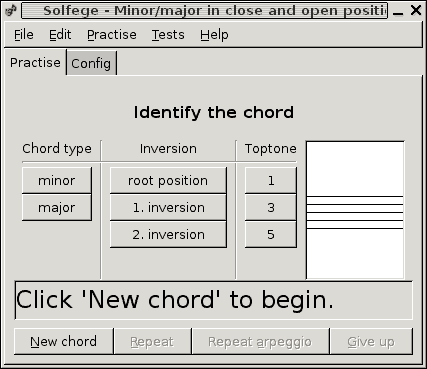 Solfege - Minor/major in close and open positi
File Edit Practise Tests Help
Practise Config
Identify the chord
Chord type Inversion Toptone
minor root position 1
major 1. inversion 3
2. inversion 5
Click 'New chord' to begin.
New chord Repeat Repeat arpeggio Give up